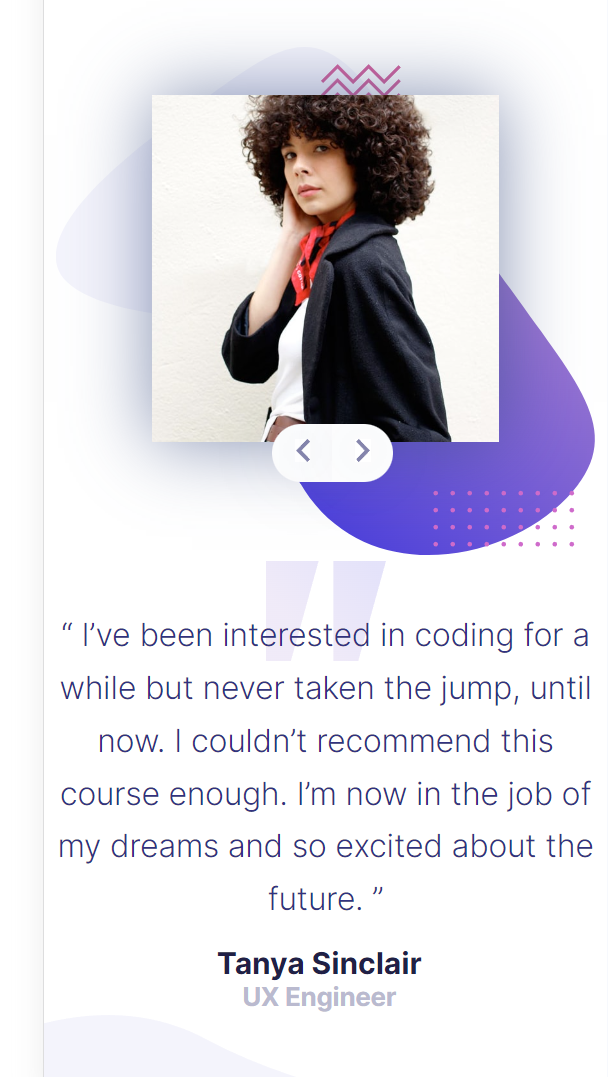 “ I’ve been interested in coding for a
while but never taken the jump, until
now. I couldn’t recommend this
course enough. I’m now in the job of
my dreams and so excited about the
future. ”
Tanya Sinclair
UX Engineer